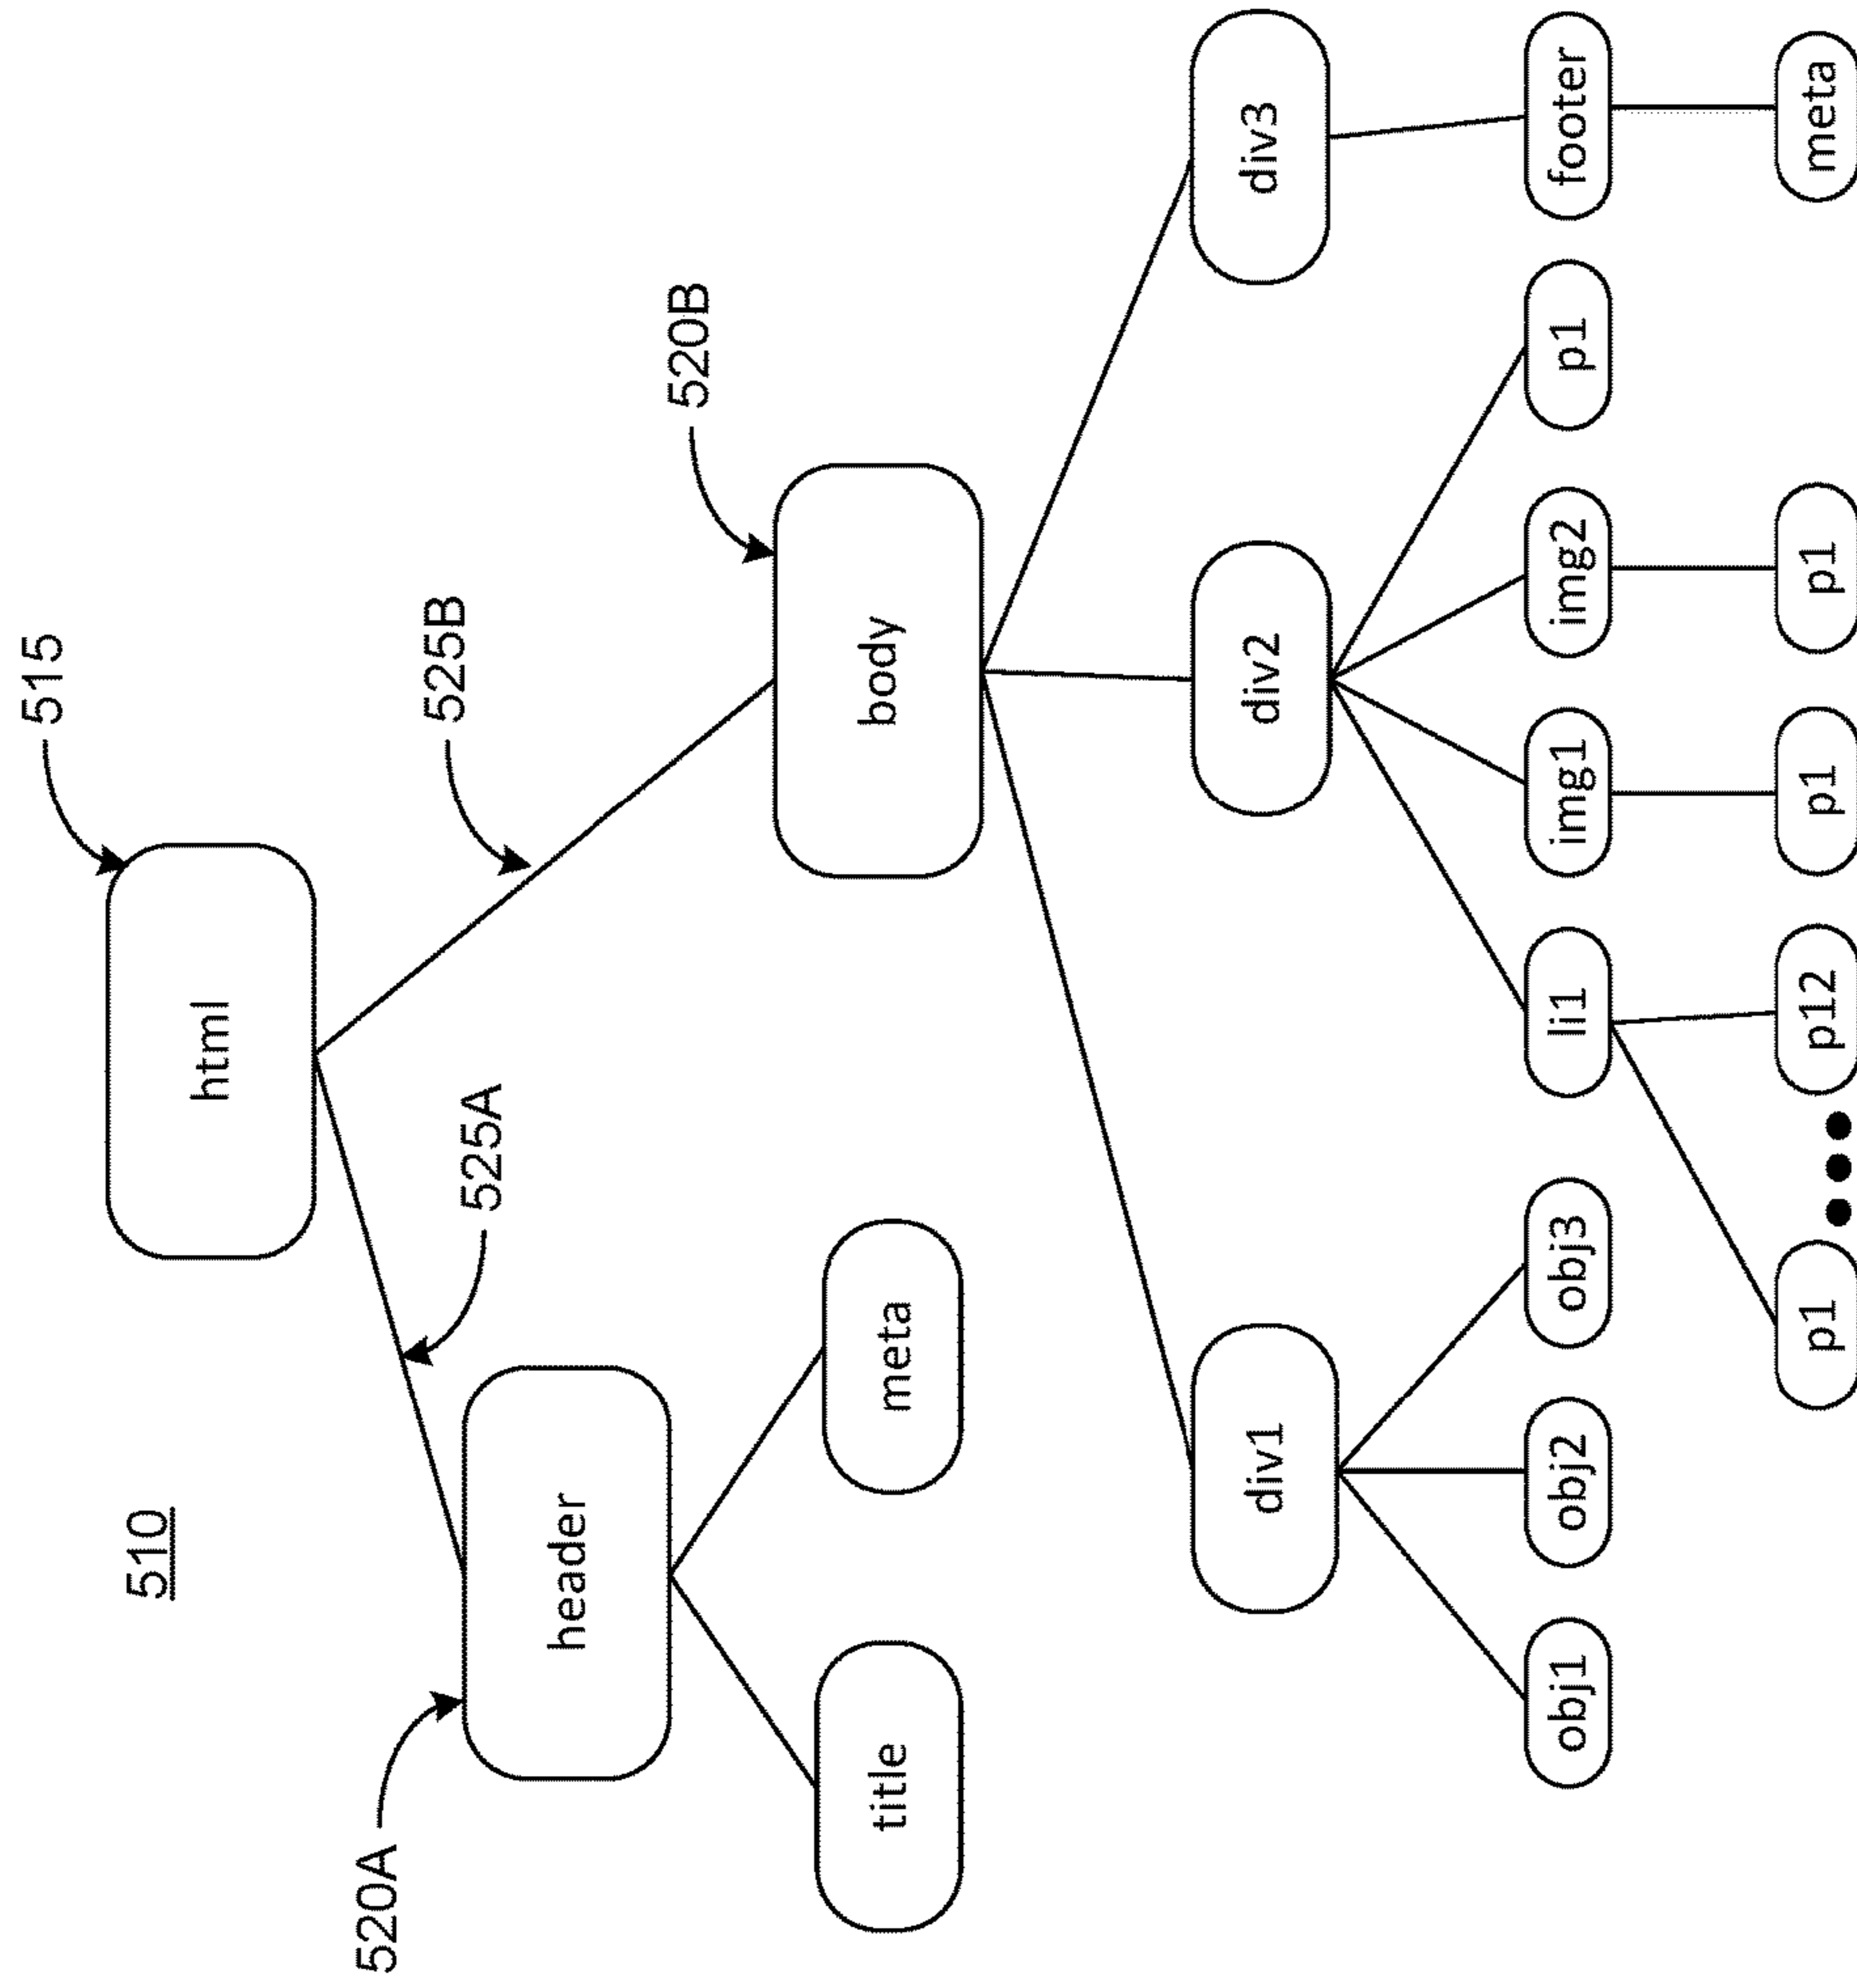 510
515
html
525A
525B
520A
520B
header
body
title
meta
div1
div2
div3
obj1
obj2
obj3
li1
img1
img2
p1
footer
p1
p12
p1
p1
meta